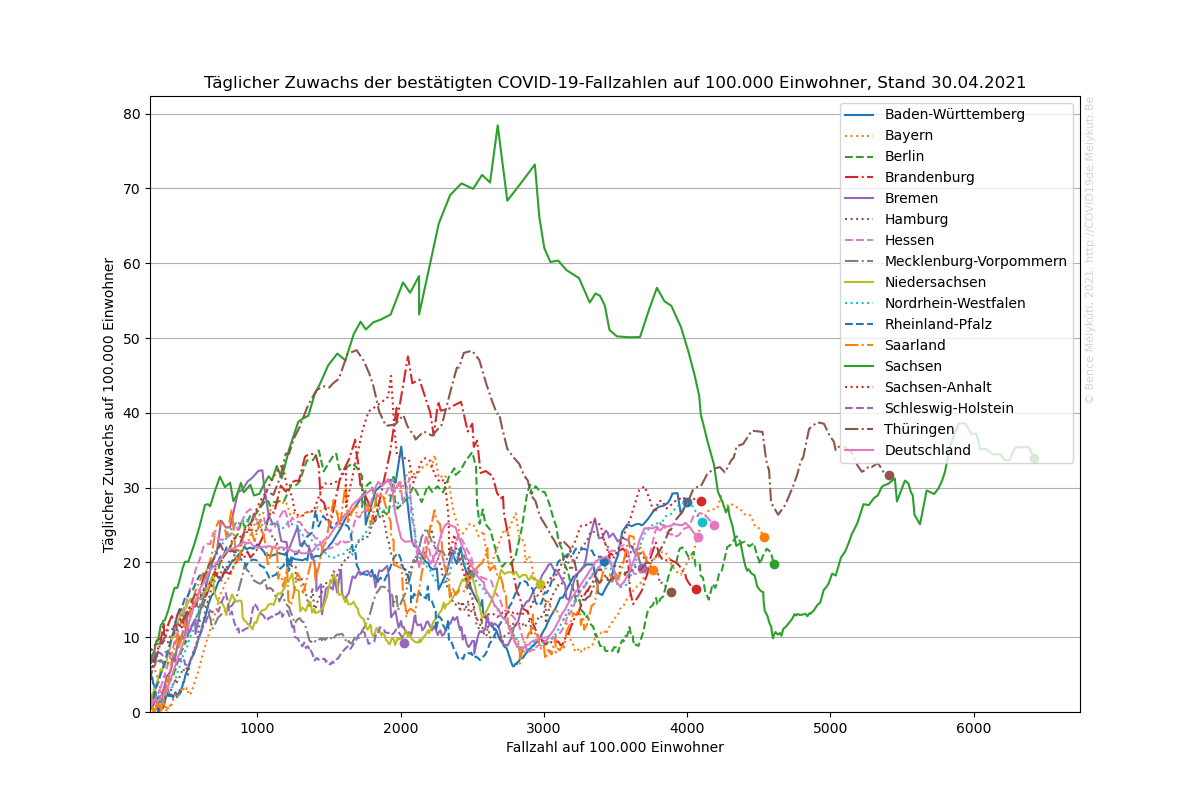 Täglicher Zuwachs der bestätigten COVID-19-Fallzahlen auf 100.000 Einwohner, Stand 30.04.2021
80
70
60
50
40
30
20
10
0
Täglicher Zuwachs auf 100.000 Einwohner
Baden-Württemberg
Bayern
Berlin
Brandenburg
Bremen
Hamburg
Hessen
Mecklenburg-Vorpommern
Niedersachsen
Nordrhein-Westfalen
Rheinland-Pfalz
Saarland
Sachsen
Sachsen-Anhalt
Schleswig-Holstein
Thüringen
Deutschland
© Bence Mélykúti, 2021 http://COVID19de.Melykuti.Be
1000
2000
3000
4000
5000
6000
Fallzahl auf 100.000 Einwohner